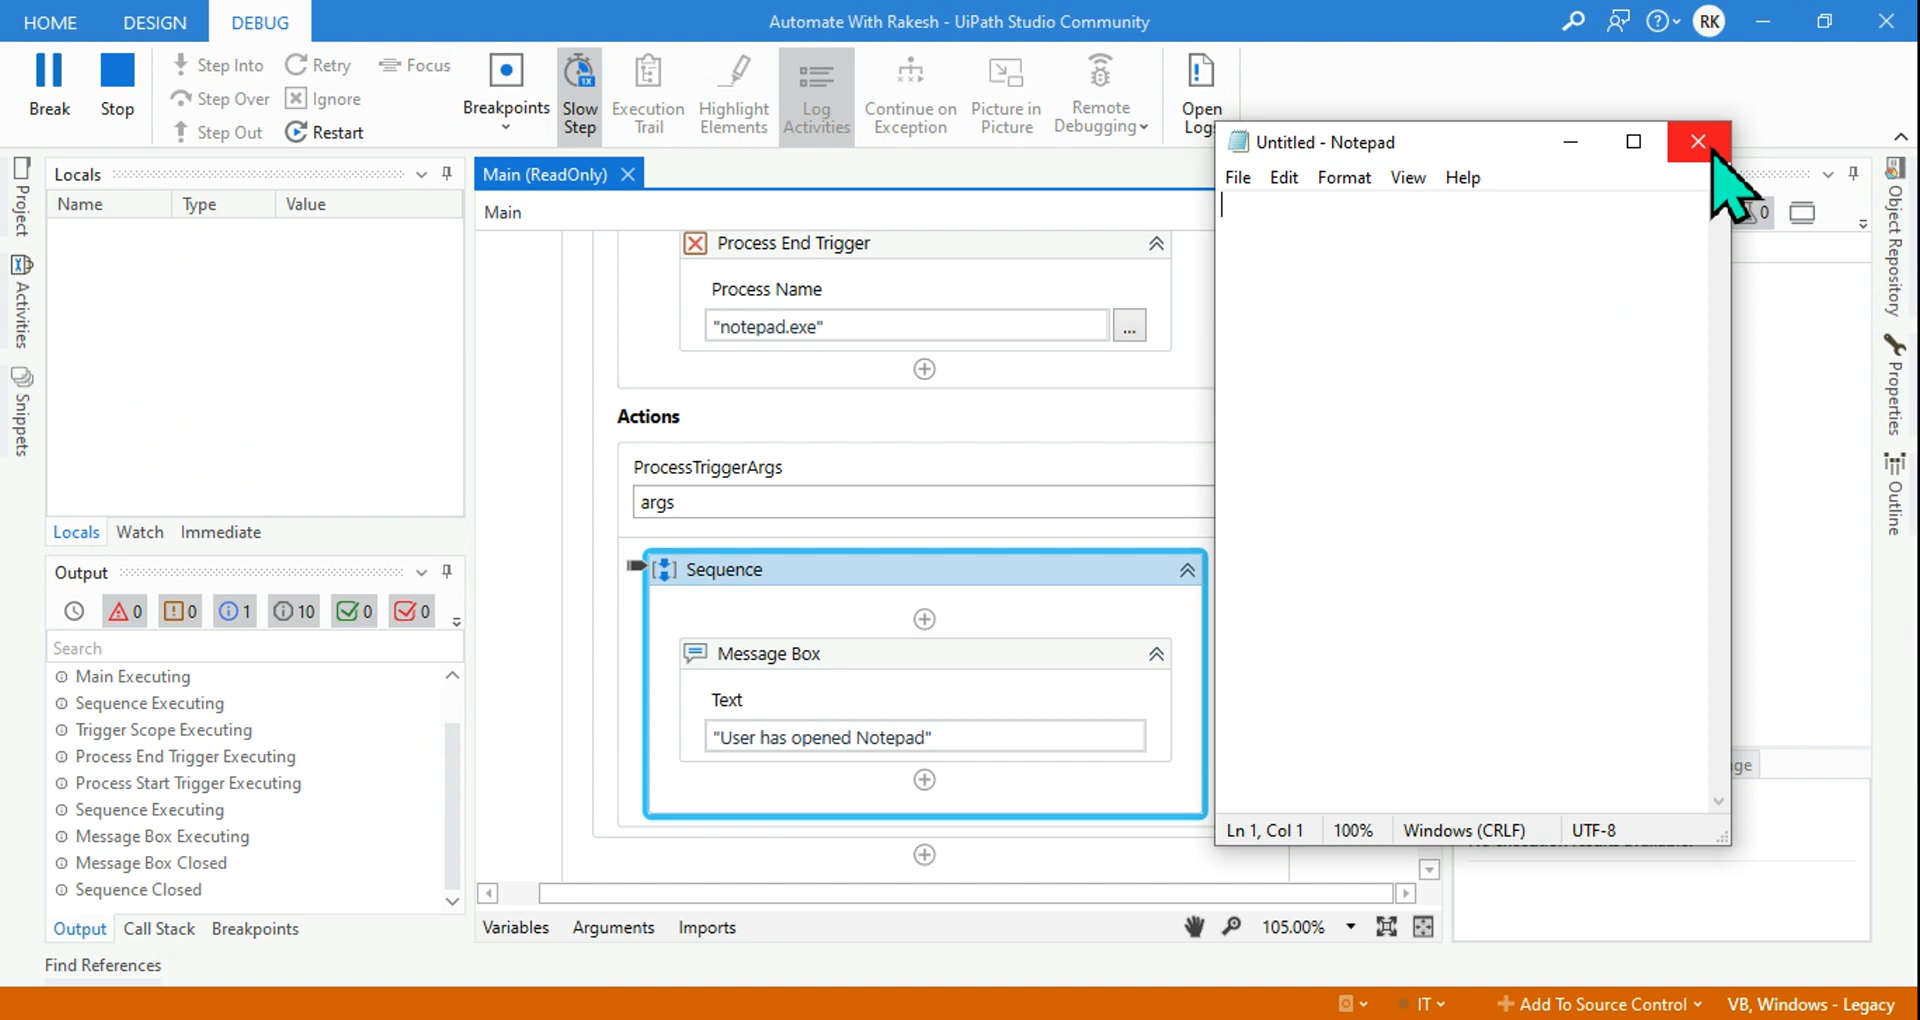 HOME DESIGN DEBUG
Automate With Rakesh - UiPath Studio Community
RK
Break
Stop
Step Into
Step Over
Step Out
Retry
Ignore
Restart
Focus
Breakpoints
Slow
Step
1X
Execution
Trail
Highlight
Elements
Log
Activities
Continue on
Exception
Picture in
Picture
Remote
Debugging
Open
Logs
Project
Activities
Snippets
Locals
Name Type Value
Locals Watch Immediate
Output
0 0 1 10 0 0
Search
Main Executing
Sequence Executing
Trigger Scope Executing
Process End Trigger Executing
Process Start Trigger Executing
Sequence Executing
Message Box Executing
Message Box Closed
Sequence Closed
Output Call Stack Breakpoints
Find References
Main (ReadOnly)
Main
Process End Trigger
Process Name
"notepad.exe"
...
Actions
ProcessTriggerArgs
args
Sequence
Message Box
Text
"User has opened Notepad"
Variables Arguments Imports
105.00%
Untitled - Notepad
File Edit Format View Help
Ln 1, Col 1 100% Windows (CRLF) UTF-8
0
Object Repository
Properties
Outline
IT
Add To Source Control
VB, Windows - Legacy